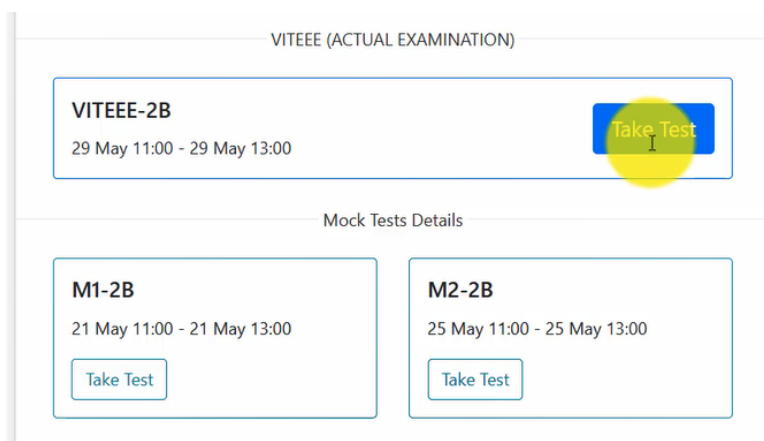 VITEEE (ACTUAL EXAMINATION)
VITEEE-2B
29 May 11:00 - 29 May 13:00
Take Test
Mock Tests Details
M1-2B
21 May 11:00 - 21 May 13:00
Take Test
M2-2B
25 May 11:00 - 25 May 13:00
Take Test